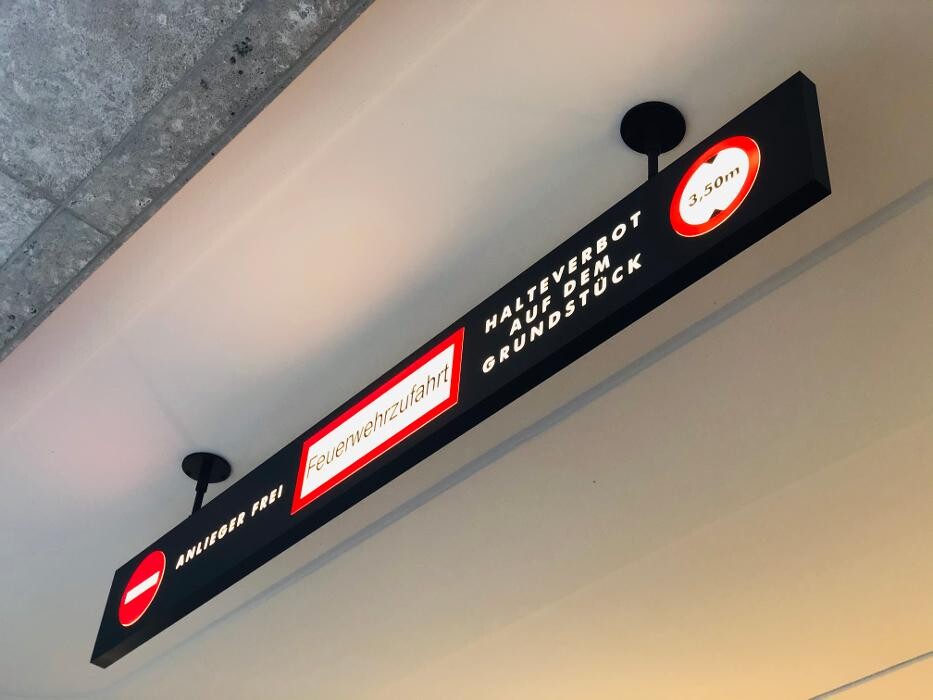 ANLIEGER FREI
Feuerwehrzufahrt
HALTEVERBOT
AUF DEM
GRUNDSTÜCK
3,50m